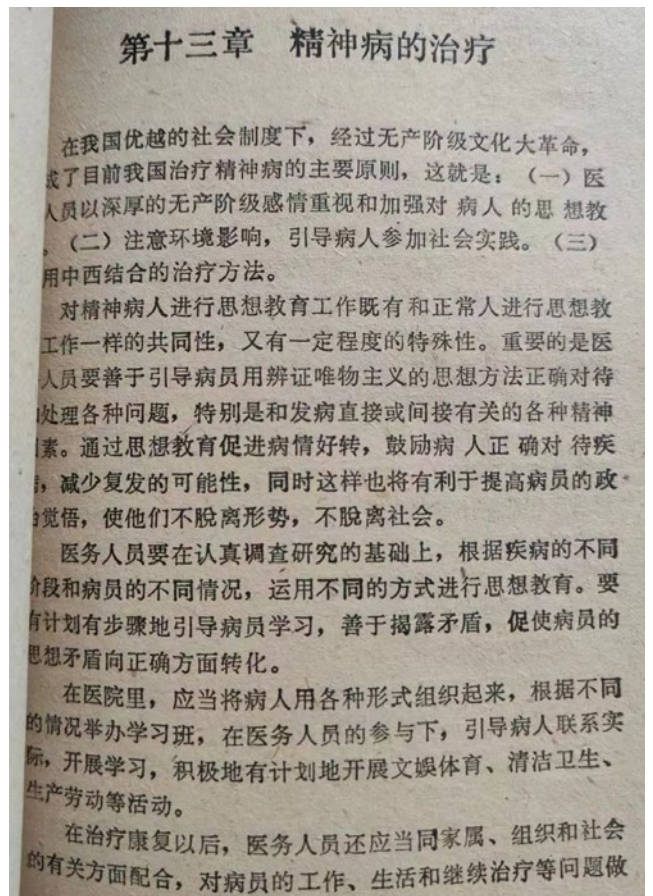 第十三章　精神病的治疗
在我国优越的社会制度下，经过无产阶级文化大革命，
成了目前我国治疗精神病的主要原则，这就是：（一）医
人员以深厚的无产阶级感情重视和加强对 病人 的思 想教
。（二）注意环境影响，引导病人参加社会实践。（三）
用中西结合的治疗方法。
对精神病人进行思想教育工作既有和正常人进行思想教
工作一样的共同性，又有一定程度的特殊性。重要的是医
人员要善于引导病员用辨证唯物主义的思想方法正确对待
处理各种问题，特别是和发病直接或间接有关的各种精神
素。通过思想教育促进病情好转，鼓励病 人正 确对 待疾
，减少复发的可能性，同时这样也将有利于提高病员的政
觉悟，使他们不脱离形势，不脱离社会。
医务人员要在认真调查研究的基础上，根据疾病的不同
阶段和病员的不同情况，运用不同的方式进行思想教育。要
有计划有步骤地引导病员学习，善于揭露矛盾，促使病员的
思想矛盾向正确方面转化。
在医院里，应当将病人用各种形式组织起来，根据不同
的情况举办学习班，在医务人员的参与下，引导病人联系实
际，开展学习，积极地有计划地开展文娱体育、清洁卫生、
生产劳动等活动。
在治疗康复以后，医务人员还应当同家属、组织和社会
的有关方面配合，对病员的工作、生活和继续治疗等问题做